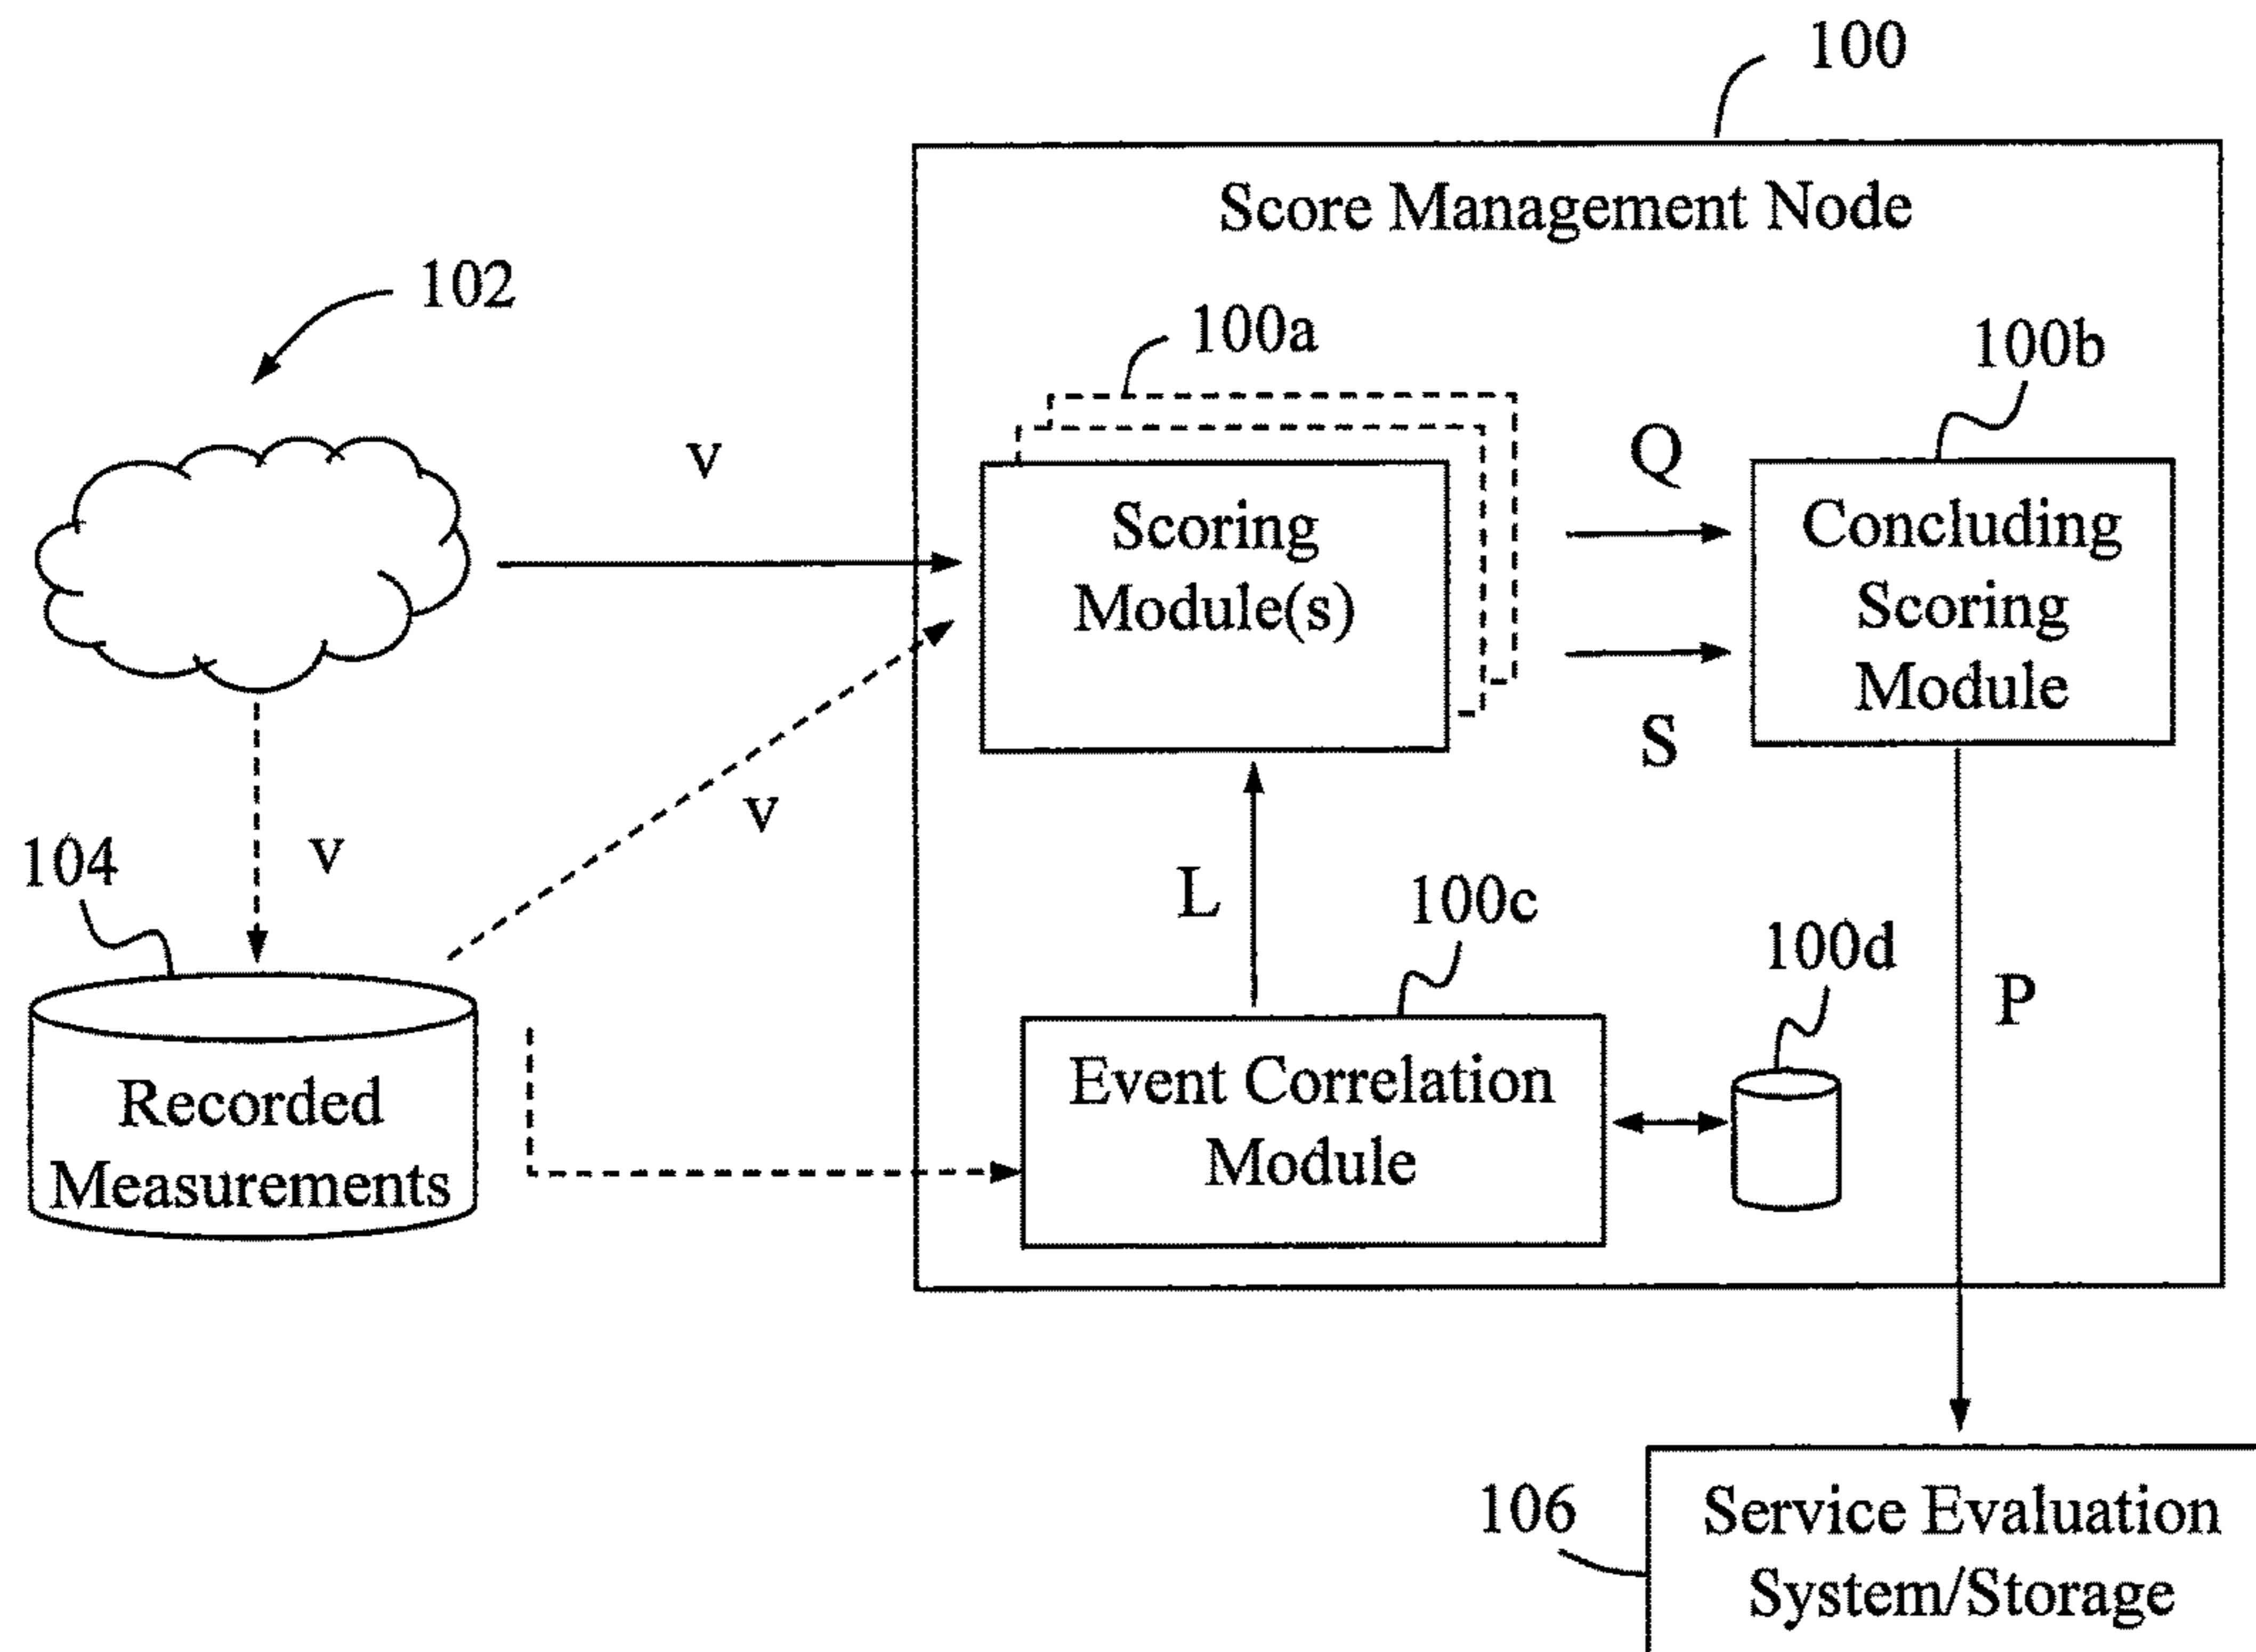 100
Score Management Node
102
100a
100b
v
Q
Scoring
Module(s)
Concluding
Scoring
Module
S
v
v
104
L
100c
100d
P
Recorded
Measurements
Event Correlation
Module
106
Service Evaluation
System/Storage